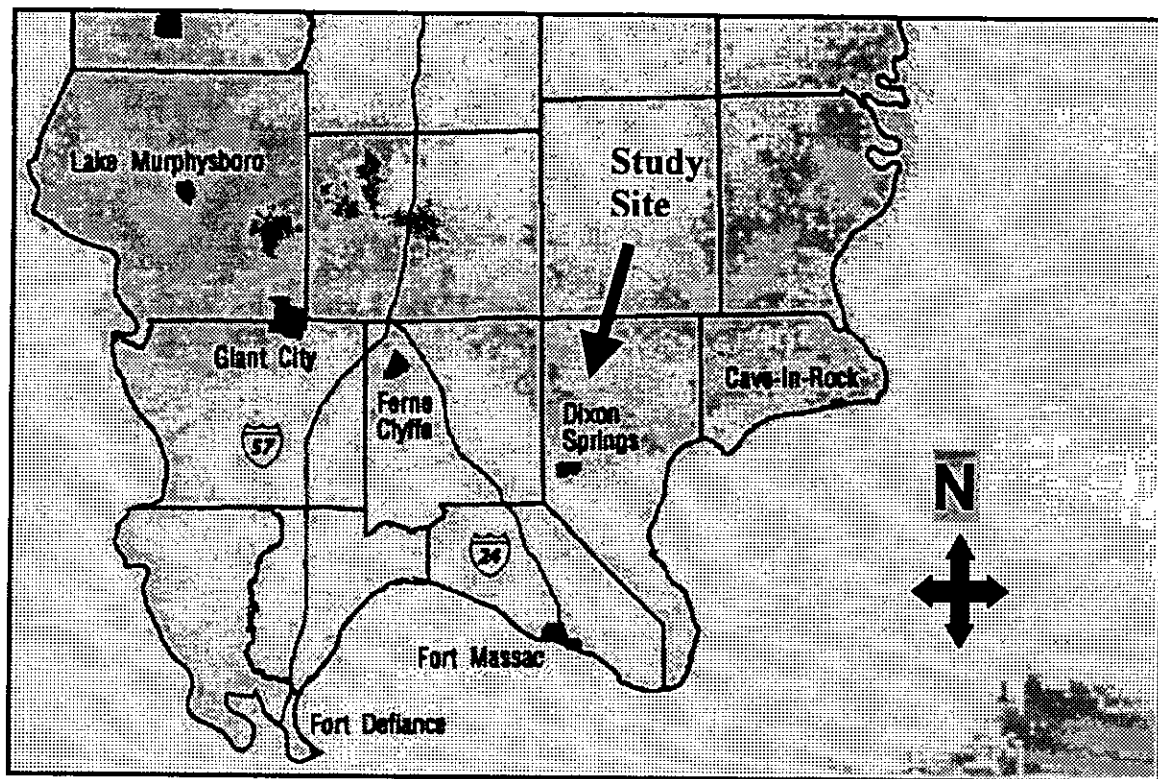 Lake Murphysboro
Study
Site
Giant City
Ferne
Clyffe
Cave-In-Rock
Dixon
Springs
57
N
24
Fort Massac
Fort Defiance